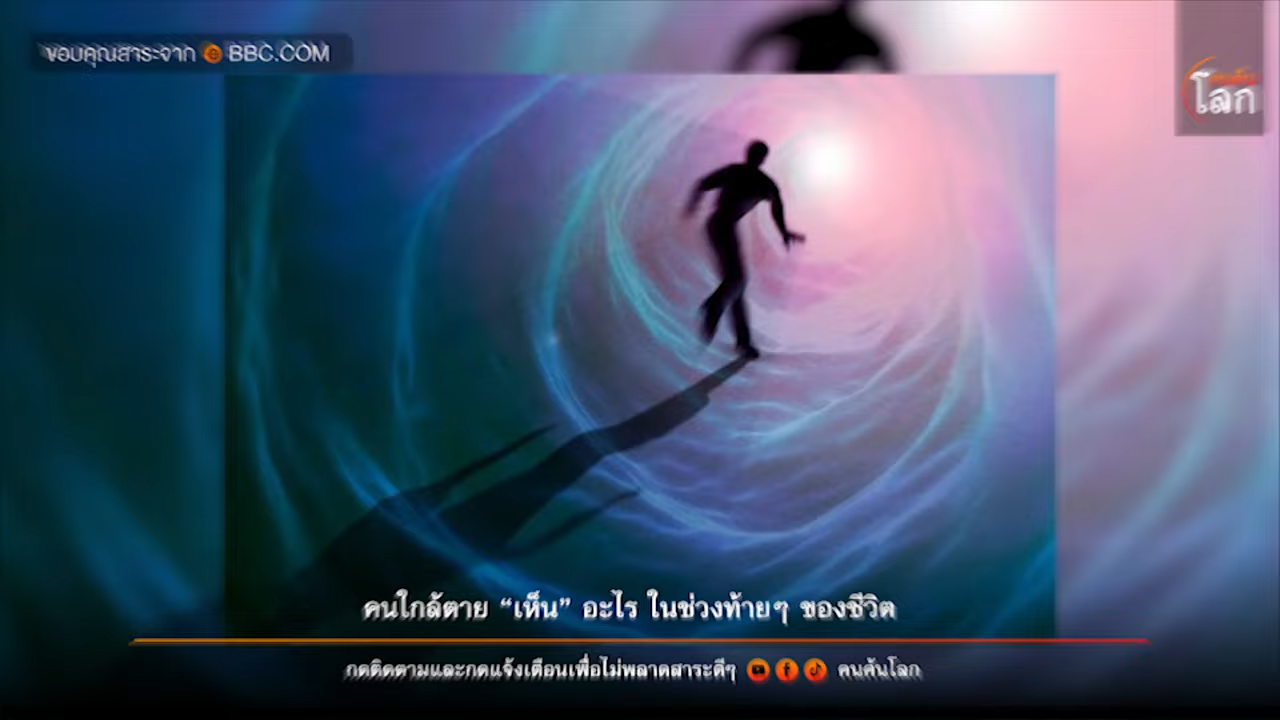 ขอบคุณสาระจาก BBC.COM
คนค้นโลก
คนใกล้ตาย “เห็น” อะไร ในช่วงท้ายๆ ของชีวิต
กดติดตามและกดแจ้งเตือนเพื่อไม่พลาดสาระดีๆ คนค้นโลก